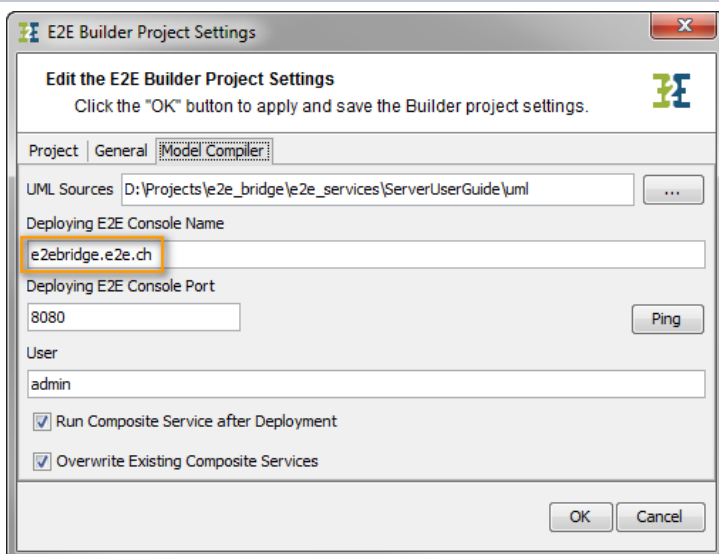 E2E Builder Project Settings
Edit the E2E Builder Project Settings
Click the "OK" button to apply and save the Builder project settings.
Project General Model Compiler
UML Sources D:\Projects\e2e_bridge\e2e_services\ServerUserGuide\uml ...
Deploying E2E Console Name
e2ebridge.e2e.ch
Deploying E2E Console Port
8080 Ping
User
admin
Run Composite Service after Deployment
Overwrite Existing Composite Services
OK Cancel